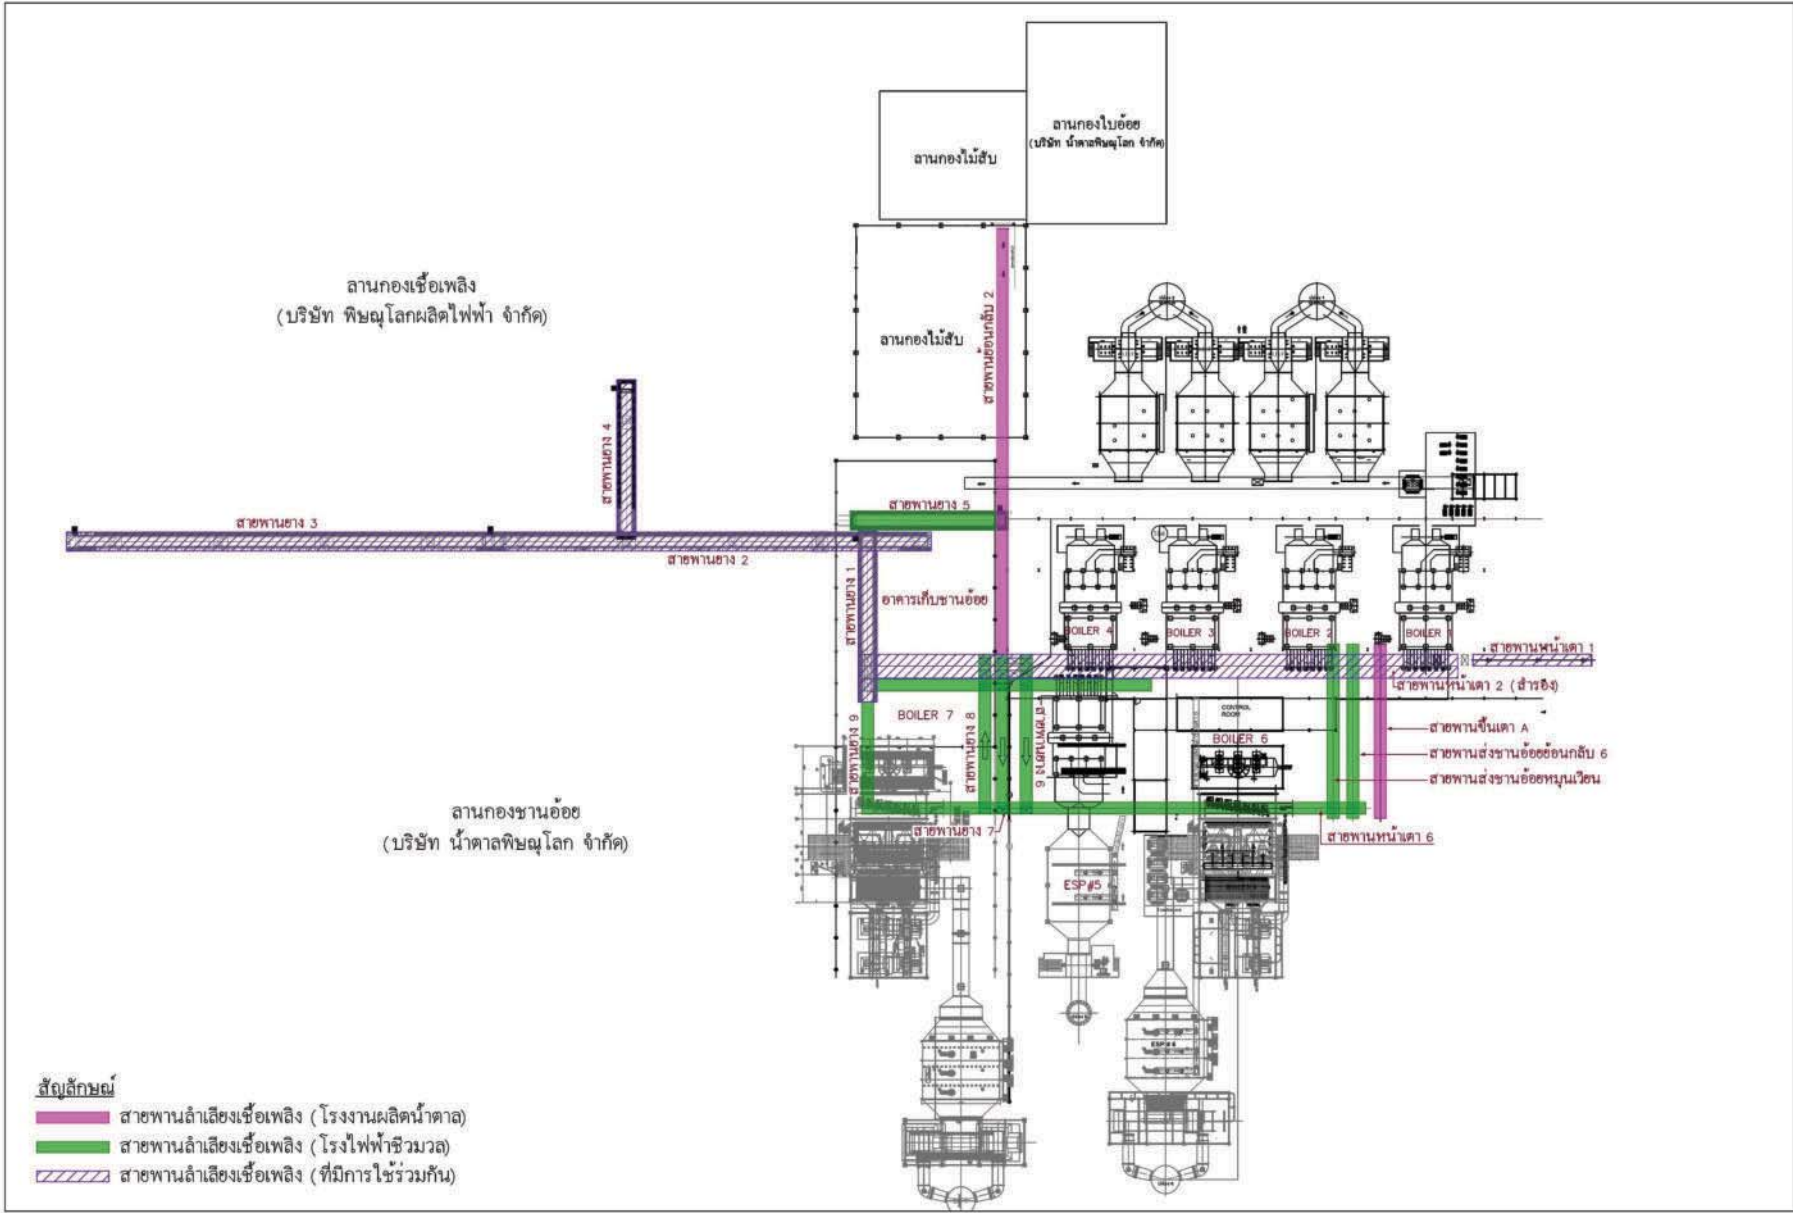 ลานกองใบอ้อย
(บริษัท น้ำตาลพิษณุโลก จำกัด)
ลานกองไม้สับ
ลานกองเชื้อเพลิง
(บริษัท พิษณุโลกผลิตไฟฟ้า จำกัด)
ลานกองไม้สับ
สายพานย้อนกลับ 2
สายพานยาง 4
สายพานยาง 5
สายพานยาง 3
สายพานยาง 2
สายพานยาง 1
อาคารเก็บชานอ้อย
BOILER 4
BOILER 3
BOILER 2
BOILER 1
สายพานหน้าเตา 1
สายพานหน้าเตา 2 (สำรอง)
CONTROL
ROOM
BOILER 7
BOILER 6
สายพานยาง 9
สายพานยาง 8
สายพานยาง 6
สายพานขึ้นเตา A
สายพานส่งชานอ้อยย้อนกลับ 6
สายพานส่งชานอ้อยหมุนเวียน
สายพานยาง 7
สายพานหน้าเตา 6
ลานกองชานอ้อย
(บริษัท น้ำตาลพิษณุโลก จำกัด)
ESP#5
ESP#6
สัญลักษณ์
สายพานลำเลียงเชื้อเพลิง (โรงงานผลิตน้ำตาล)
สายพานลำเลียงเชื้อเพลิง (โรงไฟฟ้าชีวมวล)
สายพานลำเลียงเชื้อเพลิง (ที่มีการใช้ร่วมกัน)